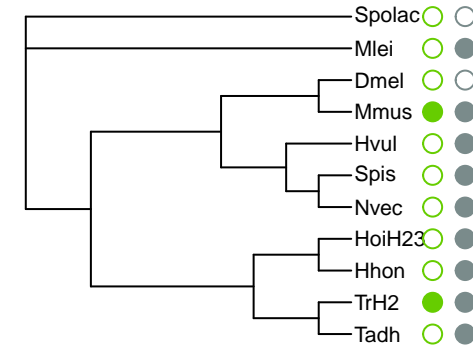 Spolac
Mlei
Dmel
Mmus
Hvul
Spis
Nvec
HoiH23
Hhon
TrH2
Tadh